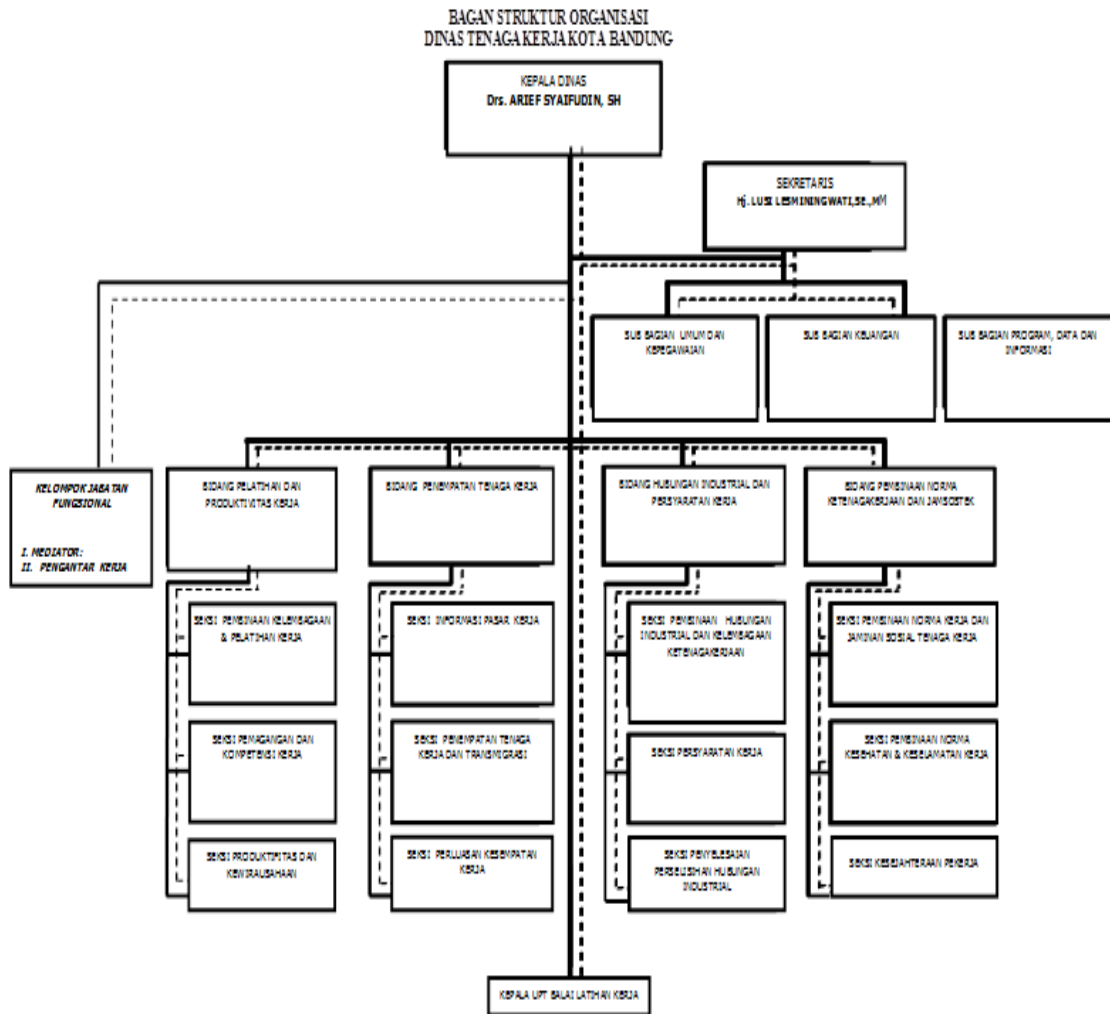 BAGAN STRUKTUR ORGANISASI
DINAS TENAGA KERJA KOTA BANDUNG
KEPALA DINAS
Drs. ARIEF SYAIFUDIN, SH
SEKRETARIS
Hj. LUSI LESMININGWATI,SE.,MM
SUB BAGIAN UMUM DAN
KEPEGAWAIAN
SUB BAGIAN KEUANGAN
SUB BAGIAN PROGRAM, DATA DAN
INFORMASI
KELOMPOK JABATAN
FUNGSIONAL
I. MEDIATOR:
II. PENGANTAR KERJA
BIDANG PELATIHAN DAN
PRODUKTIVITAS KERJA
BIDANG PENEMPATAN TENAGA KERJA
BIDANG HUBUNGAN INDUSTRIAL DAN
PERSYARATAN KERJA
BIDANG PEMBINAAN NORMA
KETENAGAKERJAAN DAN JAMSOSTEK
SEKSI PEMBINAAN KELEMBAGAAN
& PELATIHAN KERJA
SEKSI INFORMASI PASAR KERJA
SEKSI PEMBINAAN HUBUNGAN
INDUSTRIAL DAN KELEMBAGAAN
KETENAGAKERJAAN
SEKSI PEMBINAAN NORMA KERJA DAN
JAMINAN SOSIAL TENAGA KERJA
SEKSI PEMAGANGAN DAN
KOMPETENSI KERJA
SEKSI PENEMPATAN TENAGA
KERJA DAN TRANSMIGRASI
SEKSI PERSYARATAN KERJA
SEKSI PEMBINAAN NORMA
KESEHATAN & KESELAMATAN KERJA
SEKSI PRODUKTIFITAS DAN
KEWIRAUSAHAAN
SEKSI PERLUASAN KESEMPATAN
KERJA
SEKSI PENYELESAIAN
PERSELISIHAN HUBUNGAN
INDUSTRIAL
SEKSI KESEJAHTERAAN PEKERJA
KEPALA UPT BALAI LATIHAN KERJA